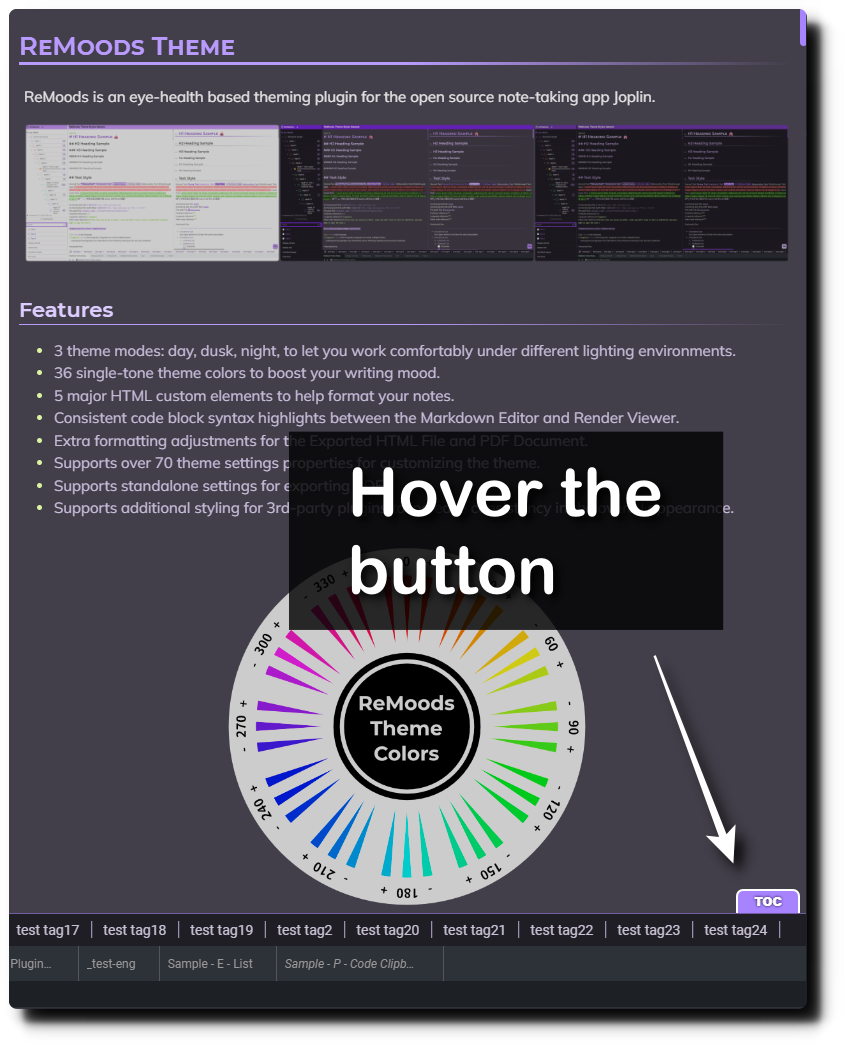 ReMoods Theme
ReMoods is an eye-health based theming plugin for the open source note-taking app Joplin.
Features
3 theme modes: day, dusk, night, to let you work comfortably under different lighting environments.
36 single-tone theme colors to boost your writing mood.
5 major HTML custom elements to help format your notes.
Consistent code block syntax highlights between the Markdown Editor and Render Viewer.
Extra formatting adjustments for the Exported HTML File and PDF Document.
Supports over 70 theme settings properties for customizing the theme.
Supports standalone settings for exporting
Supports additional styling for 3rd-party appearance.
Hover the
button
- 330 +
- 300 +
- 270 +
- 240 +
- 210 +
- 180 +
- 150 +
- 120 +
- 90 +
- 60 +
ReMoods
Theme
Colors
TOC
test tag17 | test tag18 | test tag19 | test tag2 | test tag20 | test tag21 | test tag22 | test tag23 | test tag24 |
Plugin... _test-eng Sample - E - List Sample - P - Code Clipb...